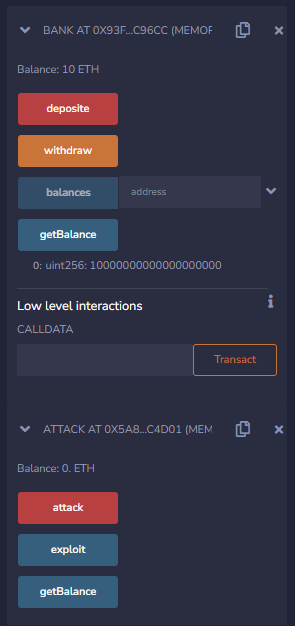 BANK AT 0X93F...C96CC (MEMOR
Balance: 10 ETH
deposite
withdraw
balances address
getBalance
0: uint256: 10000000000000000000
Low level interactions
CALLDATA
Transact
ATTACK AT 0X5A8...C4D01 (MEM
Balance: 0. ETH
attack
exploit
getBalance